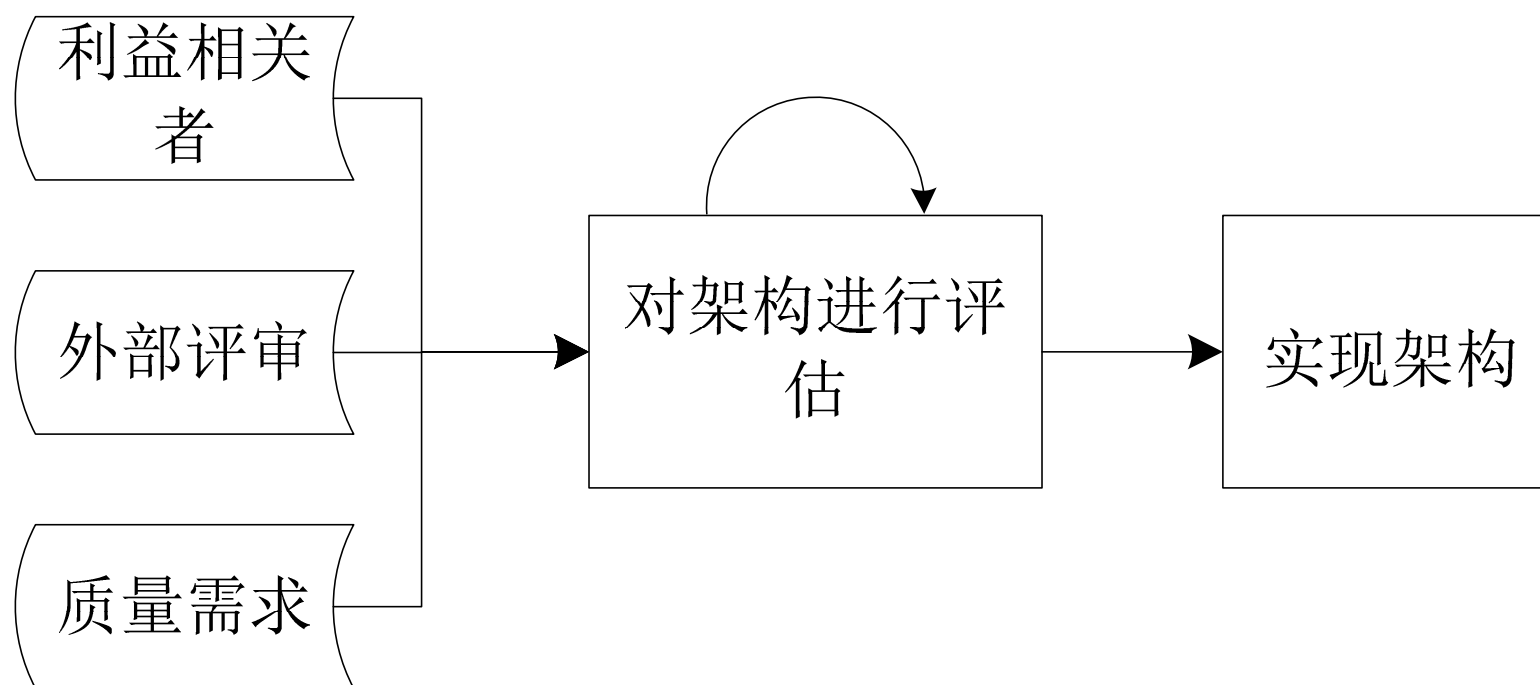 利益相关
者
外部评审
质量需求
对架构进行评
估
实现架构